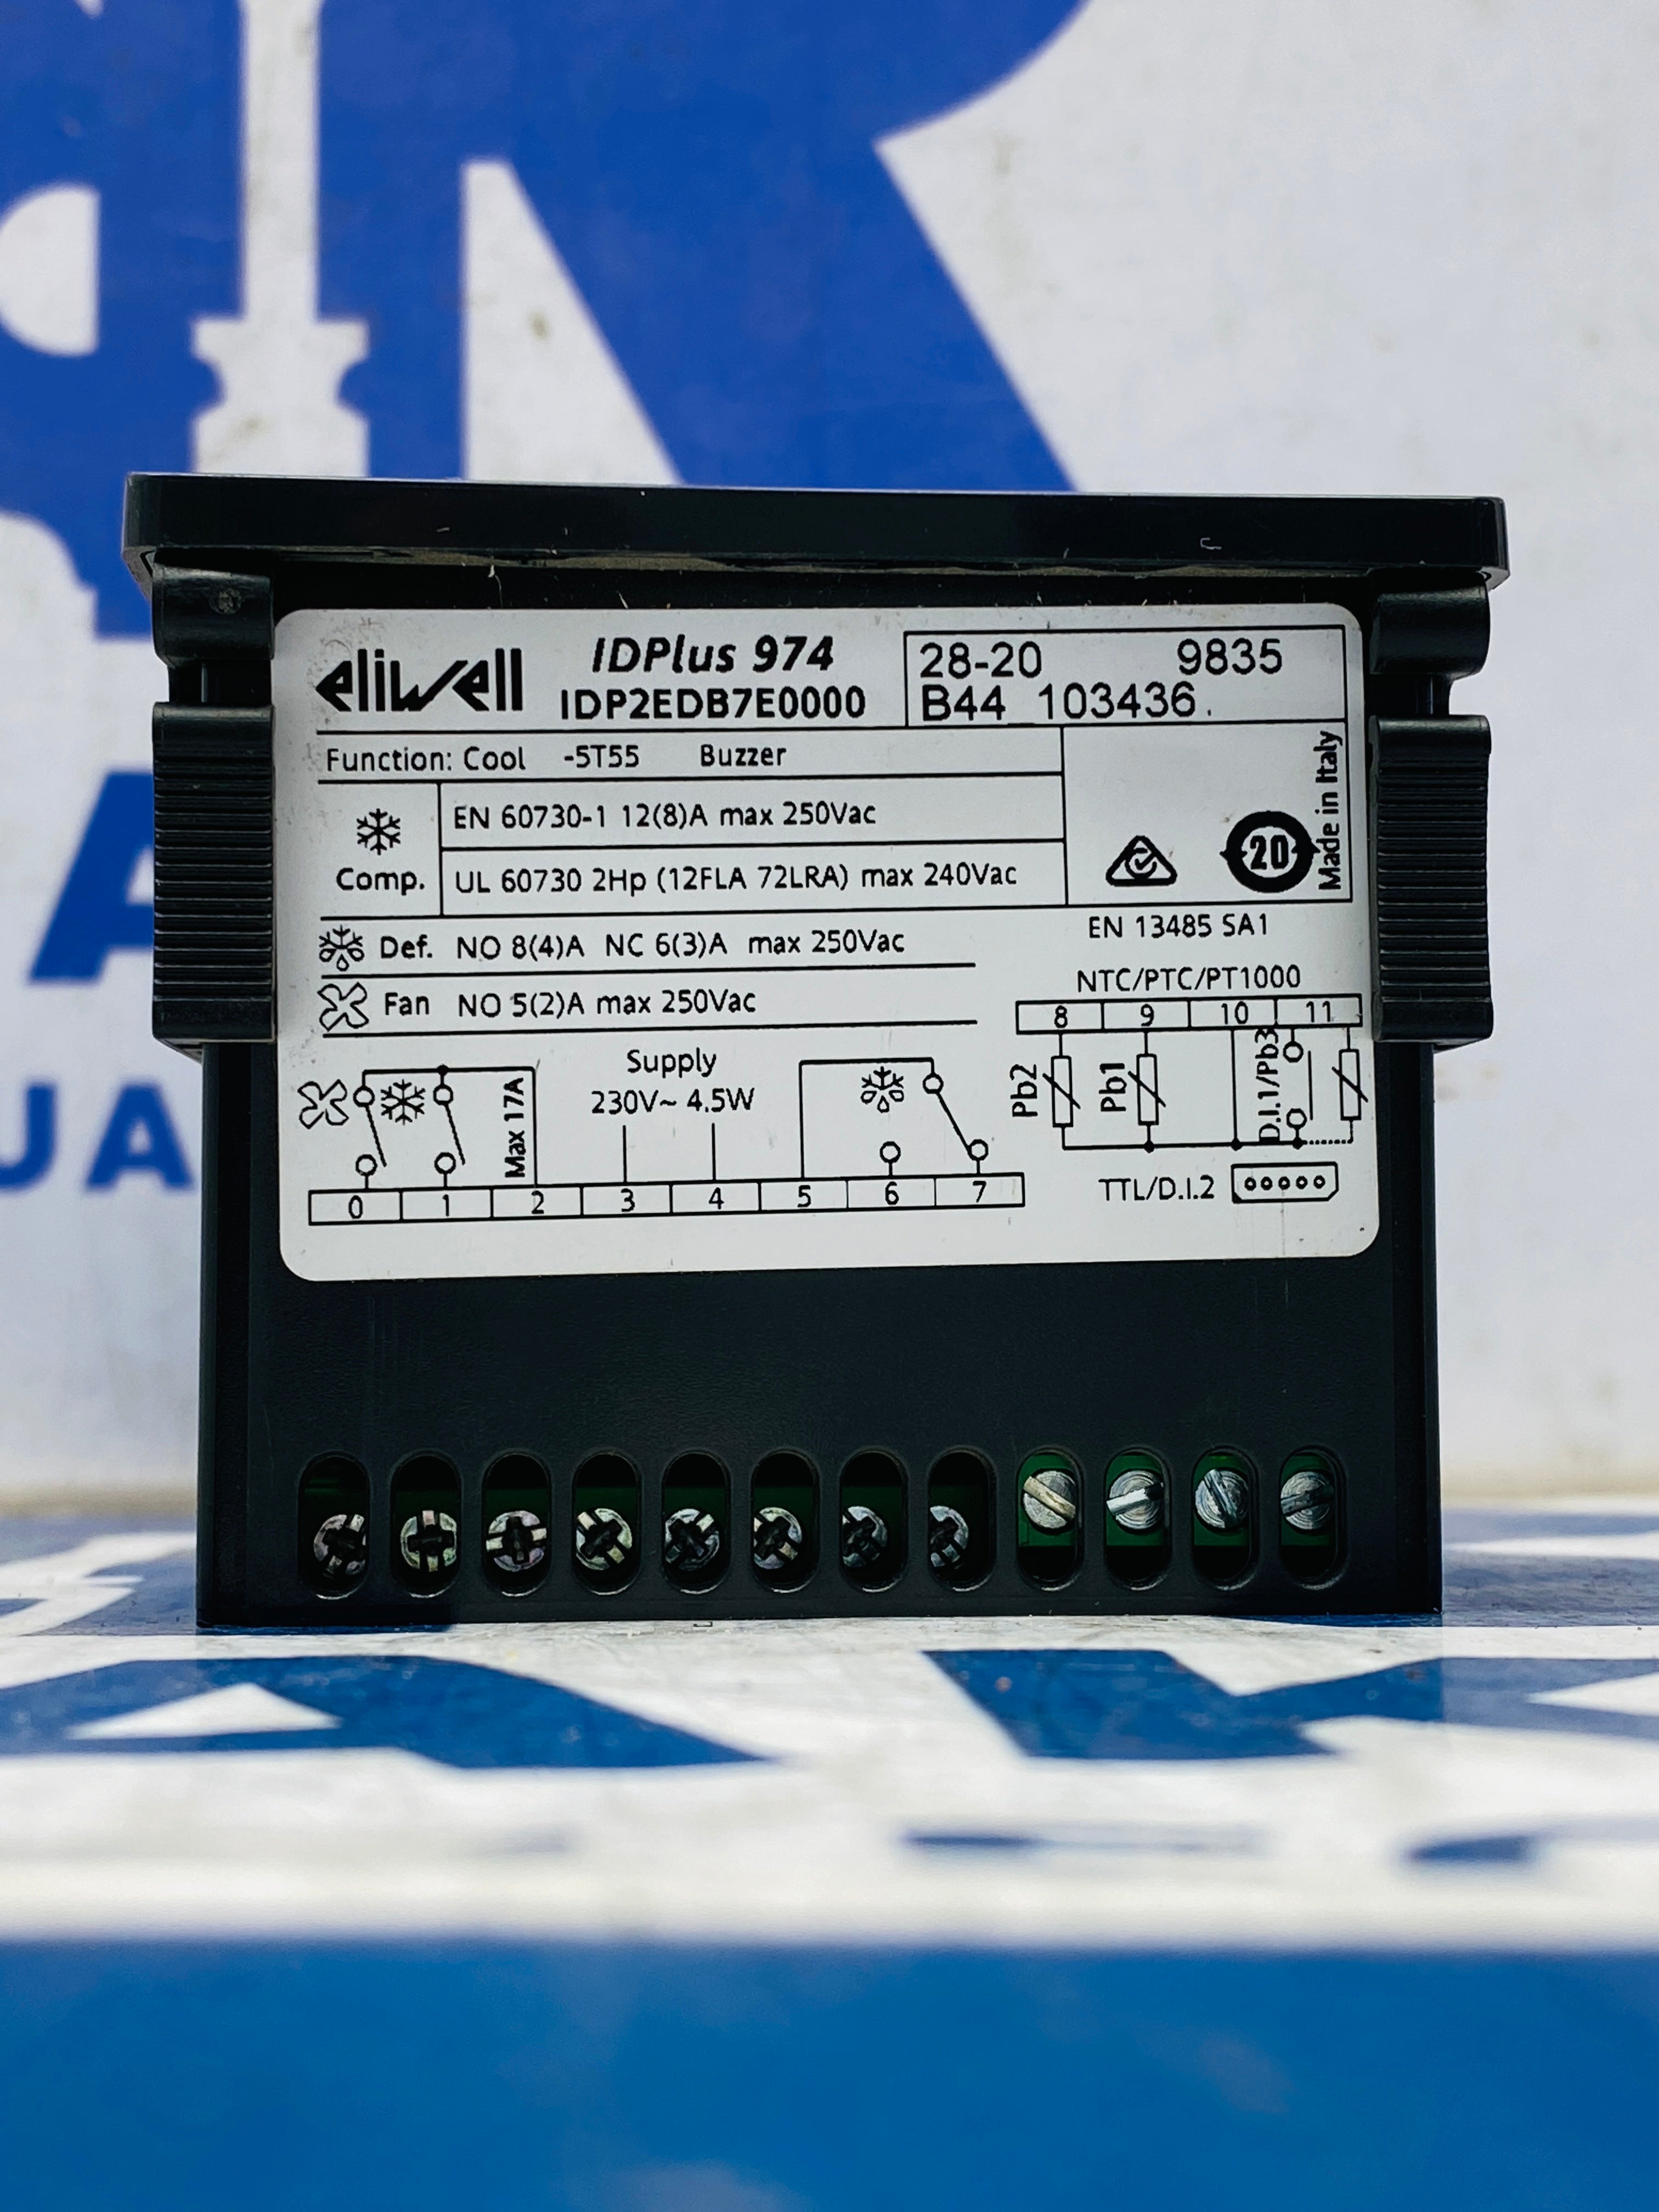 eliwell
IDPlus 974
IDP2EDB7E0000
28-20 9835
B44_103436.
Function: Cool -5T55 Buzzer
Comp.
EN 60730-1 12(8)A max 250Vac
UL 60730 2Hp (12FLA 72LRA) max 240Vac
20
Made in Italy
Def. NO 8(4)A NC 6(3)A max 250Vac
Fan NO 5(2)A max 250Vac
EN 13485 SA1
NTC/PTC/PT1000
8 9 10 11
Pb2
Pb1
D.I.1/Pb3
Max 17A
Supply
230V~ 4.5W
0 1 2 3 4 5 6 7
TTL/D.I.2
UA